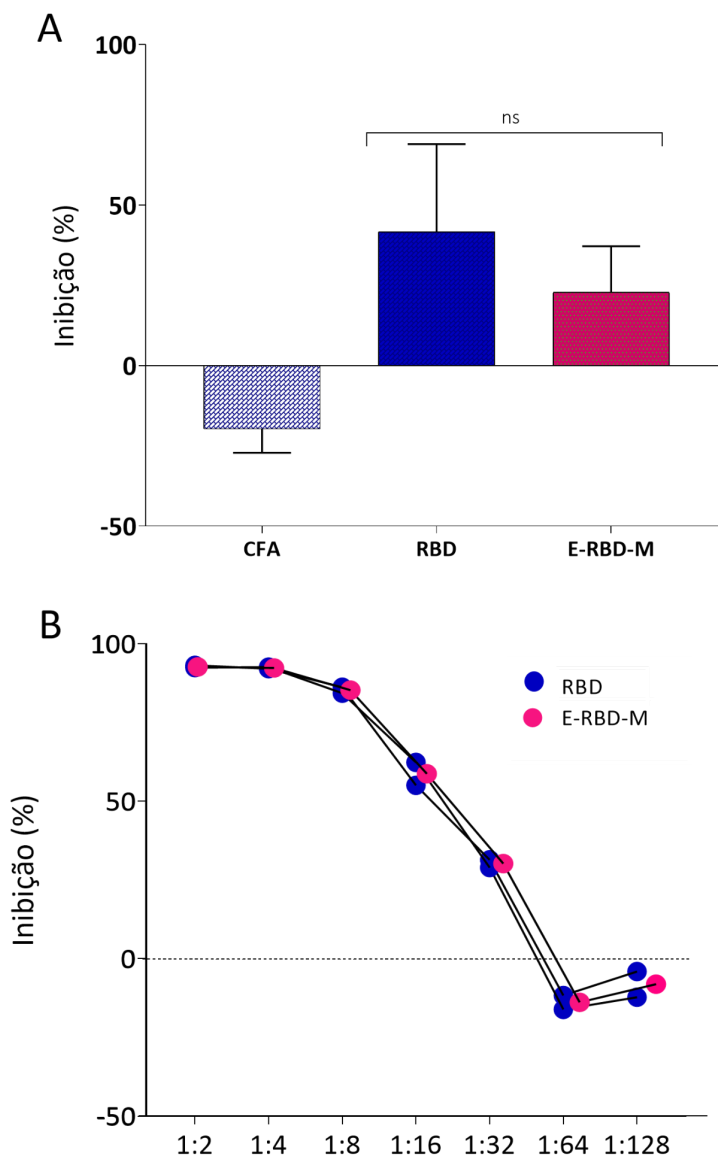 A
100
50
0
-50
Inibição (%)
ns
CFA RBD E-RBD-M
B
100
50
0
-50
Inibição (%)
RBD
E-RBD-M
1:2 1:4 1:8 1:16 1:32 1:64 1:128